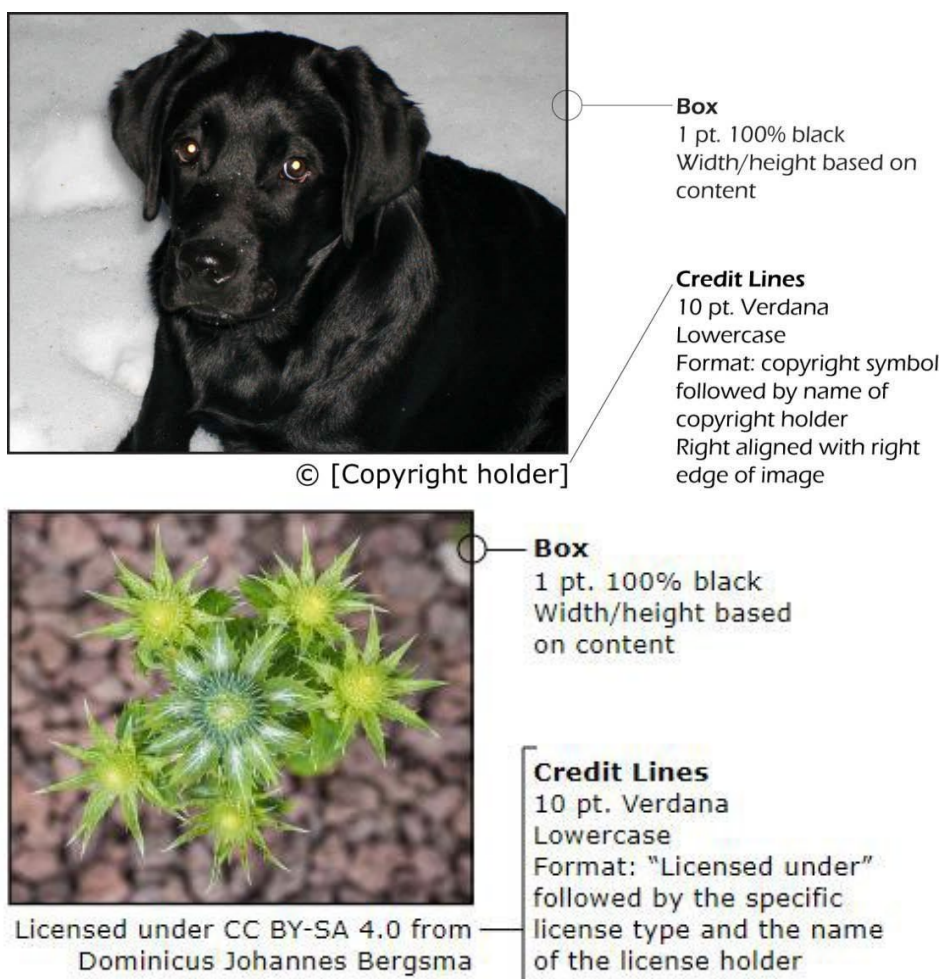 Box
1 pt. 100% black
Width/height based on
content
Credit Lines
10 pt. Verdana
Lowercase
Format: copyright symbol
followed by name of
copyright holder
Right aligned with right
edge of image
© [Copyright holder]
Box
1 pt. 100% black
Width/height based
on content
Credit Lines
10 pt. Verdana
Lowercase
Format: “Licensed under”
followed by the specific
license type and the name
of the license holder
Licensed under CC BY-SA 4.0 from
Dominicus Johannes Bergsma